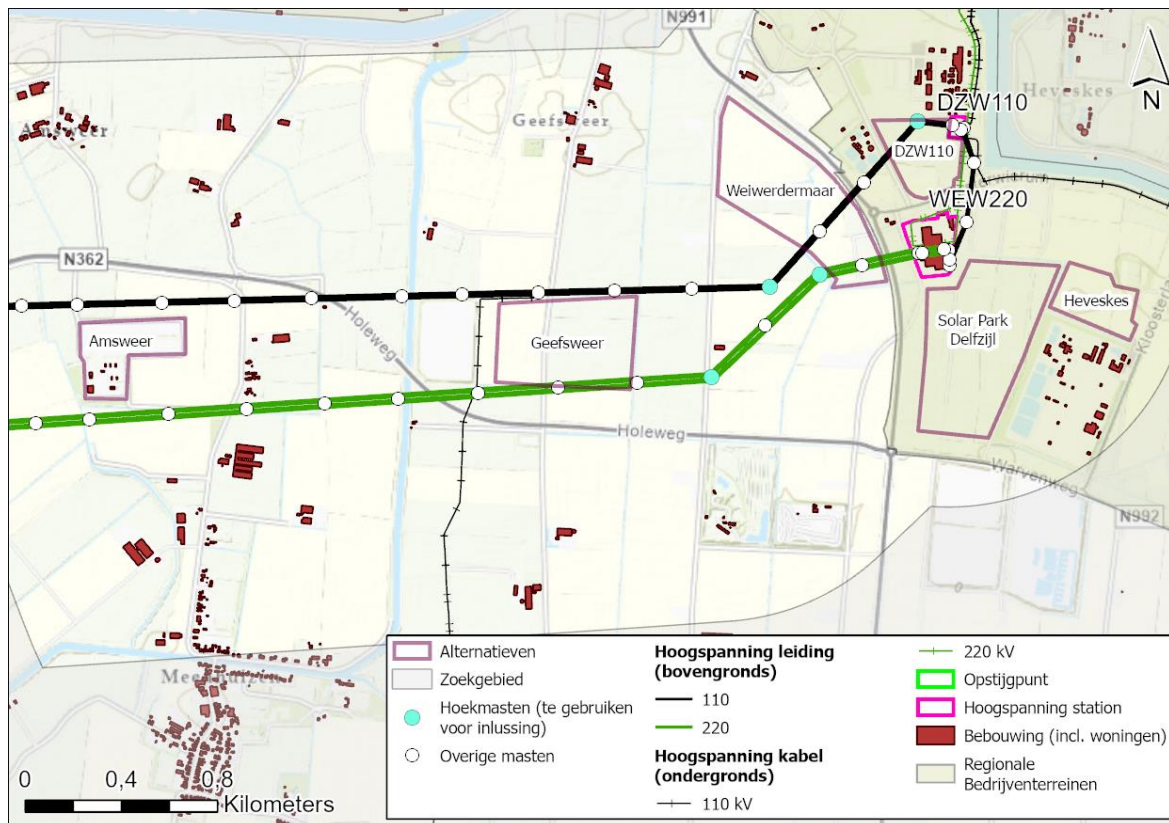 N991
Heveskes
N
DZW110
Amsweer
Geefsweer
DZW110
Weiwerdermaar
WEW220
N362
Heveskes
Solar Park
Delfzijl
Amsweer
Holeweg
Geefsweer
Holeweg
Warvenweg
N992
Meedhuizen
Alternatieven
Zoekgebied
Hoekmasten (te gebruiken
voor inlussing)
Overige masten
Hoogspanning leiding
(bovengronds)
110
220
Hoogspanning kabel
(ondergronds)
110 kV
220 kV
Opstijgpunt
Hoogspanning station
Bebouwing (incl. woningen)
Regionale
Bedrijventerreinen
0 0,4 0,8
Kilometers